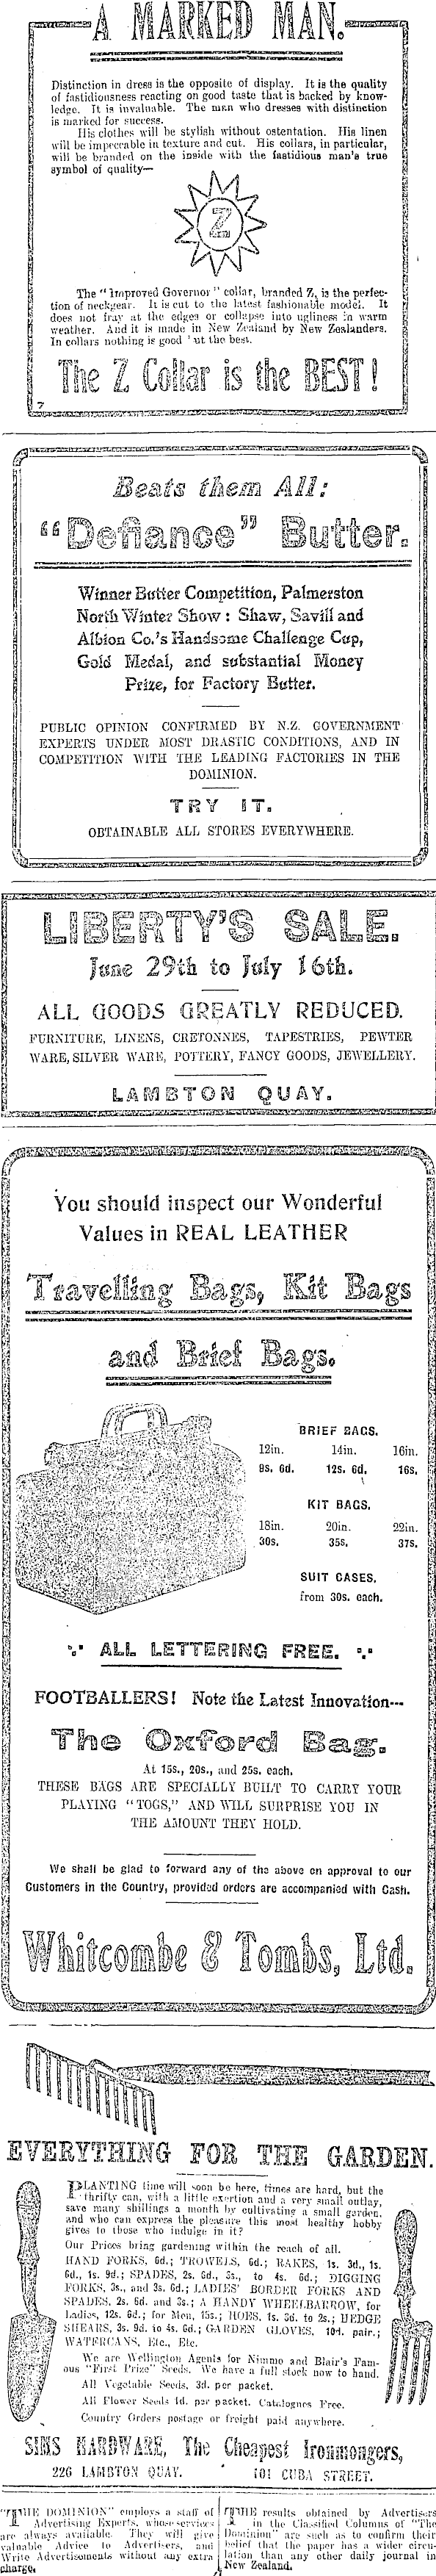 A MARKED MAN.
Distinction in dress is the opposite of display. It is the quality
of fastidiousness reacting on good taste that is backed by know-
ledge. It is invaluable. The man who dresses with distinction
is marked for success.
His clothes will be stylish without ostentation. His linen
will be impeccable in texture and cut. His collars, in particular,
will be branded on the inside with the fastidious man's true
symbol of quality—
Z
The "Improved Governor" collar, branded Z, is the perfec-
tion of neckgear. It is cut to the latest fashionable model. It
does not fray at the edges or collapse into ugliness in warm
weather. And it is made in New Zealand by New Zealanders.
In collars nothing is good but the best.
The Z Collar is the BEST!
7
Beats them All:
"Defiance" Butter.
Winner Butter Competition, Palmerston
North Winter Show: Shaw, Savill and
Albion Co.'s Handsome Challenge Cup,
Gold Medal, and substantial Money
Prize, for Factory Butter.
PUBLIC OPINION CONFIRMED BY N.Z. GOVERNMENT
EXPERTS UNDER MOST DRASTIC CONDITIONS, AND IN
COMPETITION WITH THE LEADING FACTORIES IN THE
DOMINION.
TRY IT.
OBTAINABLE ALL STORES EVERYWHERE.
LIBERTY'S SALE.
June 29th to July 16th.
ALL GOODS GREATLY REDUCED.
FURNITURE, LINENS, CRETONNES, TAPESTRIES, PEWTER
WARE, SILVER WARE, POTTERY, FANCY GOODS, JEWELLERY.
LAMBTON QUAY.
You should inspect our Wonderful
Values in REAL LEATHER
Travelling Bags, Kit Bags
and Brief Bags.
BRIEF BAGS.
12in. 14in. 16in.
9s. 6d. 12s. 6d. 16s.
KIT BAGS.
18in. 20in. 22in.
30s. 35s. 37s.
SUIT CASES.
from 30s. each.
ALL LETTERING FREE.
FOOTBALLERS! Note the Latest Innovation---
The Oxford Bag.
At 15s., 20s., and 25s. each.
THESE BAGS ARE SPECIALLY BUILT TO CARRY YOUR
PLAYING "TOGS," AND WILL SURPRISE YOU IN
THE AMOUNT THEY HOLD.
We shall be glad to forward any of the above on approval to our
Customers in the Country, provided orders are accompanied with Cash.
Whitcombe & Tombs, Ltd.
EVERYTHING FOR THE GARDEN.
PLANTING time will soon be here, times are hard, but the
thrifty can, with a little exertion and a very small outlay,
save many shillings a month by cultivating a small garden,
and who can express the pleasure this most healthy hobby
gives to those who indulge in it?
Our Prices bring gardening within the reach of all.
HAND FORKS, 6d.; TROWELS, 6d.; RAKES, 1s. 3d., 1s.
6d., 1s. 9d.; SPADES, 2s. 6d., 3s., to 4s. 6d.; DIGGING
FORKS, 3s., and 3s. 6d.; LADIES' BORDER FORKS AND
SPADES, 2s. 6d. and 3s.; A HANDY WHEELBARROW, for
Ladies, 12s. 6d.; for Men, 15s.; HOES, 1s. 3d. to 2s.; HEDGE
SHEARS, 3s. 9d. to 4s. 6d.; GARDEN GLOVES, 10d. pair.;
WATERCANS, Etc., Etc.
We are Wellington Agents for Nimmo and Blair's Fam-
ous "First Prize" Seeds. We have a full stock now to hand.
All Vegetable Seeds, 3d. per packet.
All Flower Seeds 1d. per packet. Catalogues Free.
Country Orders postage or freight paid anywhere.
SIMS HARDWARE, The Cheapest Ironmongers,
226 LAMBTON QUAY. 101 CUBA STREET.
"THE DOMINION" employs a staff of
Advertising Experts, whose services
are always available. They will give
valuable Advice to Advertisers, and
Write Advertisements without any extra
charge.
THE results obtained by Advertisers
in the Classified Columns of "The
Dominion" are such as to confirm their
belief that the paper has a wider circu-
lation than any other daily journal in
New Zealand.